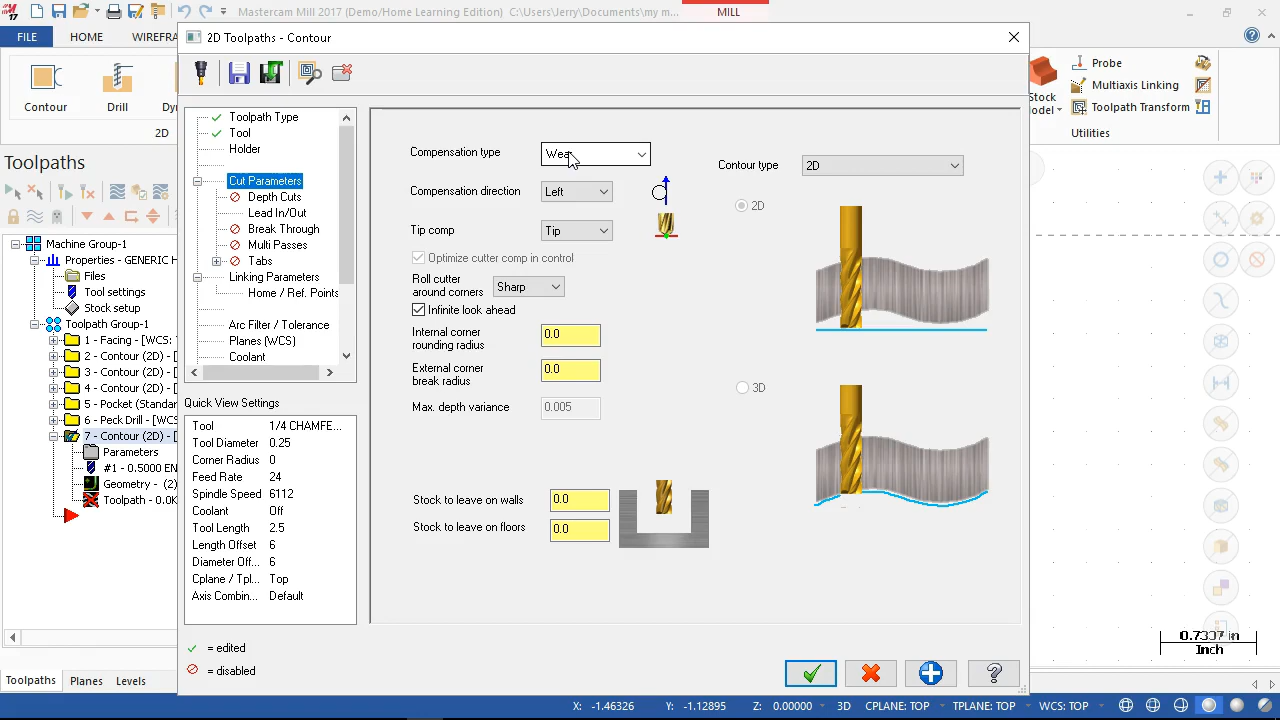 17
Mastercam Mill 2017 (Demo/Home Learning Edition) C:\Users\Jerry\Documents\my m...
MILL
FILE
HOME
WIREFRA
2D Toolpaths - Contour
Contour
Drill
Dyn
2D
Probe
Multiaxis Linking
Toolpath Transform
Stock
Model
Utilities
Toolpaths
Machine Group-1
Properties - GENERIC H
Files
Tool settings
Stock setup
Toolpath Group-1
1 - Facing - [WCS:
2 - Contour (2D) - [
3 - Contour (2D) - [
4 - Contour (2D) - [
5 - Pocket (Standar
6 - Peck Drill - [WCS
7 - Contour (2D) - [
Parameters
#1 - 0.5000 EN
Geometry - (2)
Toolpath - 0.0K
Toolpaths
Planes
Levels
Toolpath Type
Tool
Holder
Cut Parameters
Depth Cuts
Lead In/Out
Break Through
Multi Passes
Tabs
Linking Parameters
Home / Ref. Points
Arc Filter / Tolerance
Planes (WCS)
Coolant
Quick View Settings
Tool 1/4 CHAMFE...
Tool Diameter 0.25
Corner Radius 0
Feed Rate 24
Spindle Speed 6112
Coolant Off
Tool Length 2.5
Length Offset 6
Diameter Off... 6
Cplane / Tpl... Top
Axis Combin... Default
= edited
= disabled
Compensation type
Wear
Compensation direction
Left
Tip comp
Tip
Optimize cutter comp in control
Roll cutter
around corners
Sharp
Infinite look ahead
Internal corner
rounding radius
0.0
External corner
break radius
0.0
Max. depth variance
0.005
Stock to leave on walls
0.0
Stock to leave on floors
0.0
Contour type
2D
2D
3D
0.7337 in
Inch
X: -1.46326 Y: -1.12895 Z: 0.00000 3D CPLANE: TOP TPLANE: TOP WCS: TOP